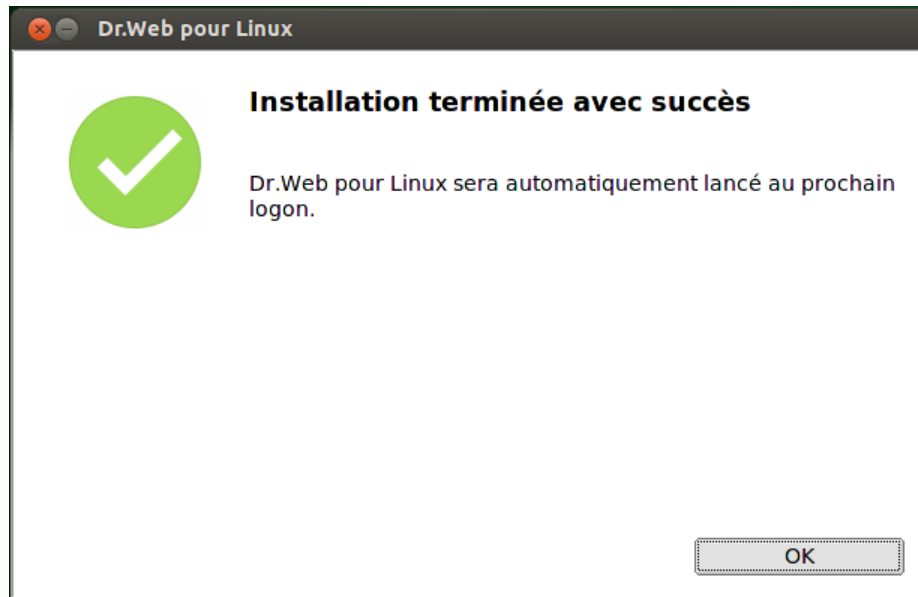 Dr.Web pour Linux
Installation terminée avec succès
Dr.Web pour Linux sera automatiquement lancé au prochain
logon.
OK